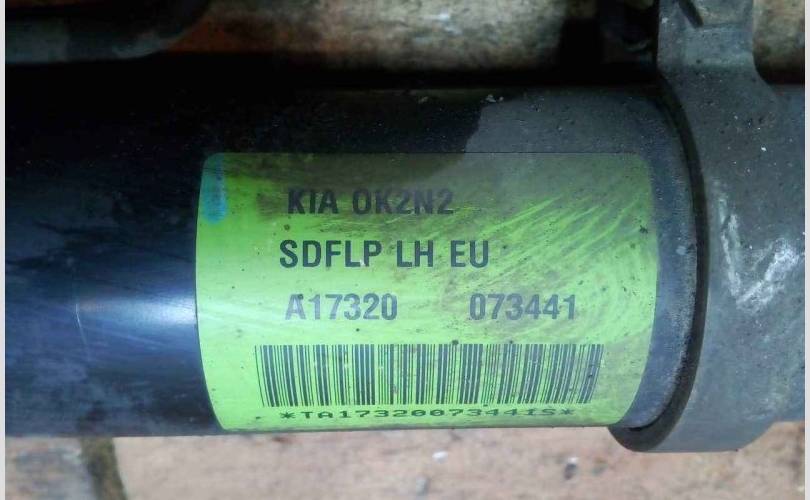 KIA OK2N2
SDFLP LH EU
A17320 073441
*TA17320073441S*